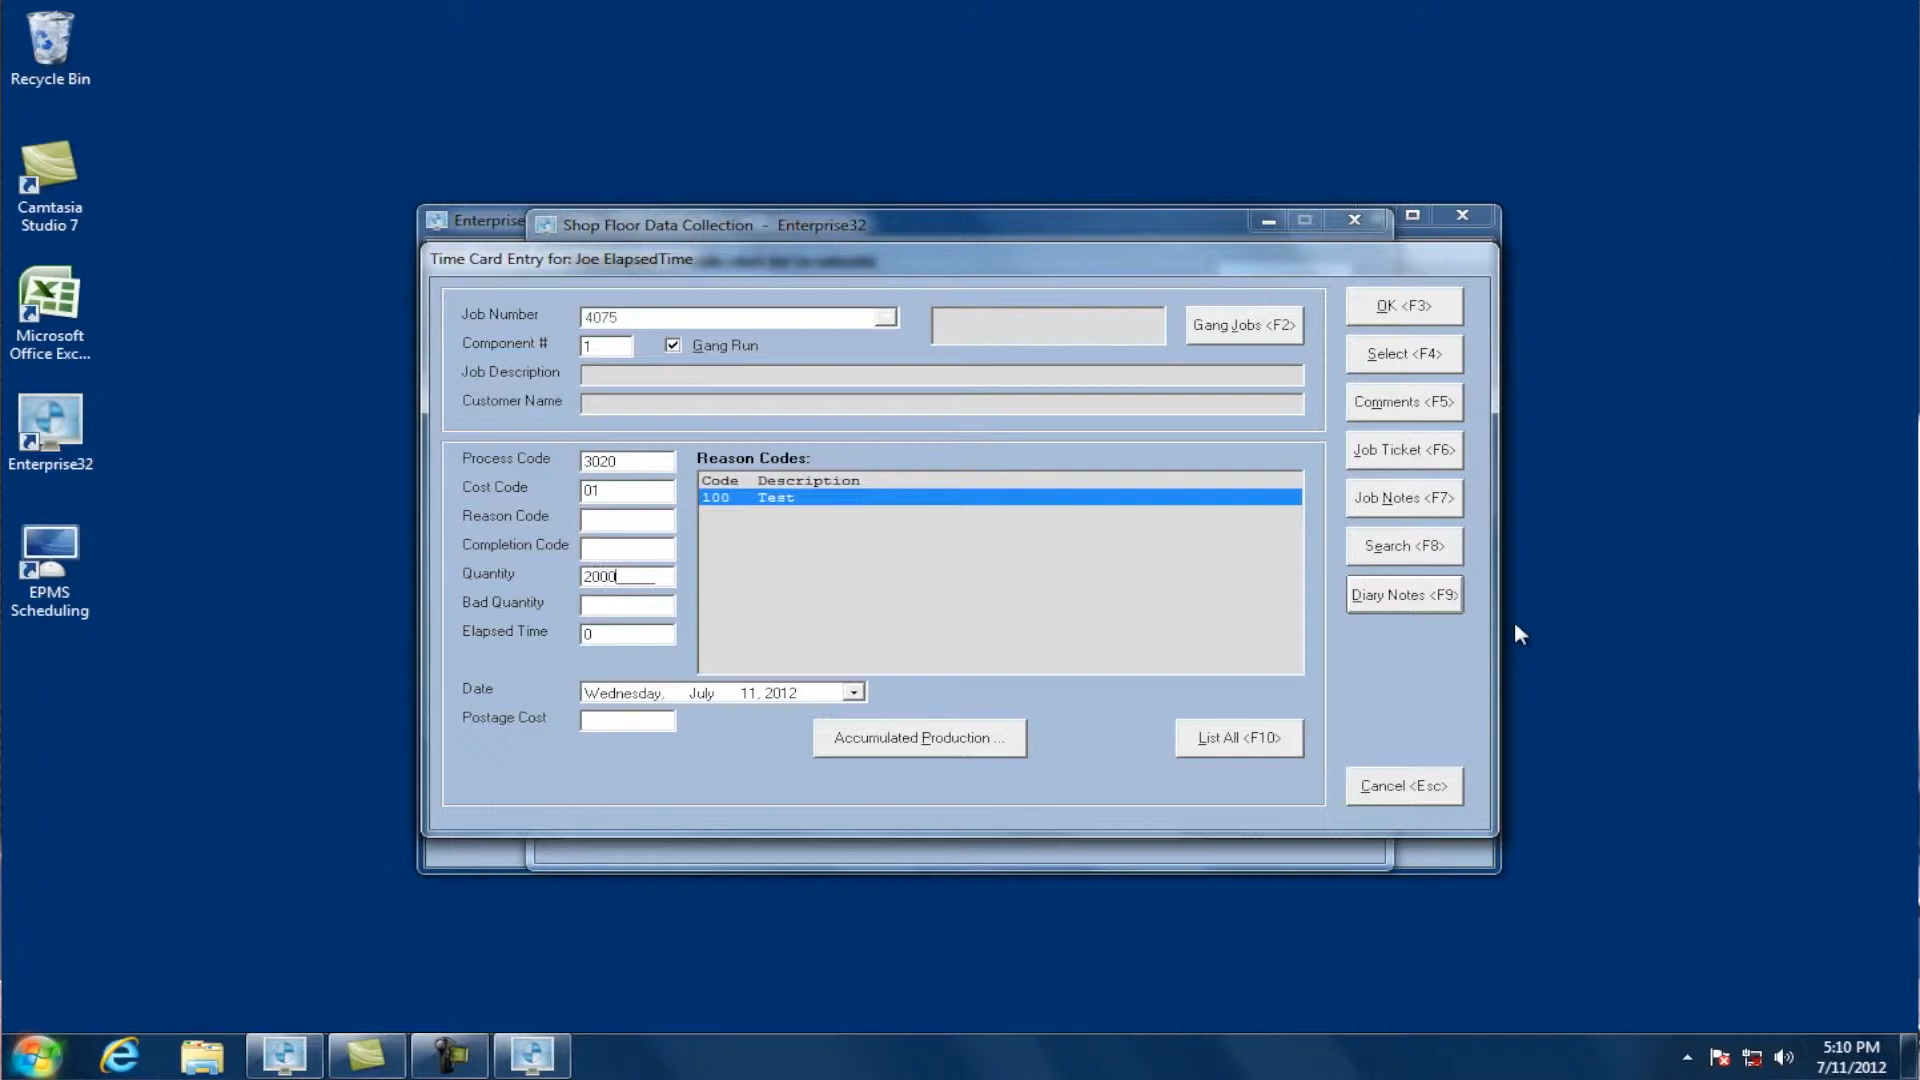 Recycle Bin
Camtasia
Studio 7
Microsoft
Office Exc...
Enterprise32
EPMS
Scheduling
Enterprise
Shop Floor Data Collection - Enterprise32
Time Card Entry for: Joe ElapsedTime
Job Number 4075 Gang Jobs <F2>
Component # 1 Gang Run
Job Description
Customer Name
Process Code 3020
Cost Code 01
Reason Code
Completion Code
Quantity 2000
Bad Quantity
Elapsed Time 0
Reason Codes:
Code Description
100 Test
Date Wednesday, July 11, 2012
Postage Cost
Accumulated Production ...
List All <F10>
OK <F3>
Select <F4>
Comments <F5>
Job Ticket <F6>
Job Notes <F7>
Search <F8>
Diary Notes <F9>
Cancel <Esc>
5:10 PM
7/11/2012